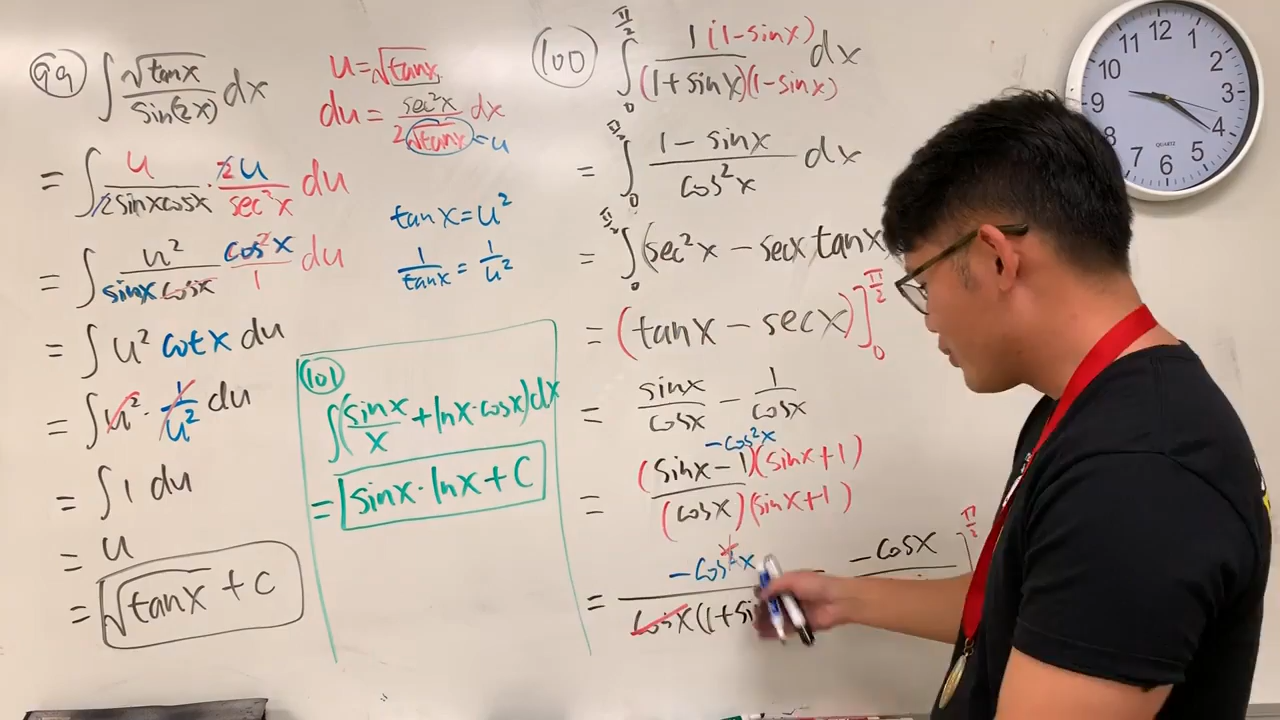 99 ∫ √tanx / sin(2x) dx
u = √tanx
du = sec²x / 2√tanx dx = u
= ∫ u / 2sinxcosx · 2u / sec²x du
tanx = u²
1 / tanx = 1 / u²
= ∫ u² / sinx cosx cos²x / 1 du
= ∫ u² cotx du
= ∫ u² · 1 / u² du
= ∫ 1 du
= u
= √tanx + C
101
∫ (sinx / x + lnx · cosx) dx
= sinx · lnx + C
100 ∫ 0 π/2 1(1-sinx) / (1+sinx)(1-sinx) dx
= ∫ 0 π/2 1 - sinx / cos²x dx
= ∫ 0 π/2 (sec²x - secx tanx
= (tanx - secx) ] 0 π/2
= sinx / cosx - 1 / cosx
-cos²x
= (sinx - 1)(sinx+1) / (cosx)(sinx+1)
= -cos²x / cosx(1+si -cosx ] π/2
12 1 2 3 4 5 6 7 8 9 10 11
QUARTZ